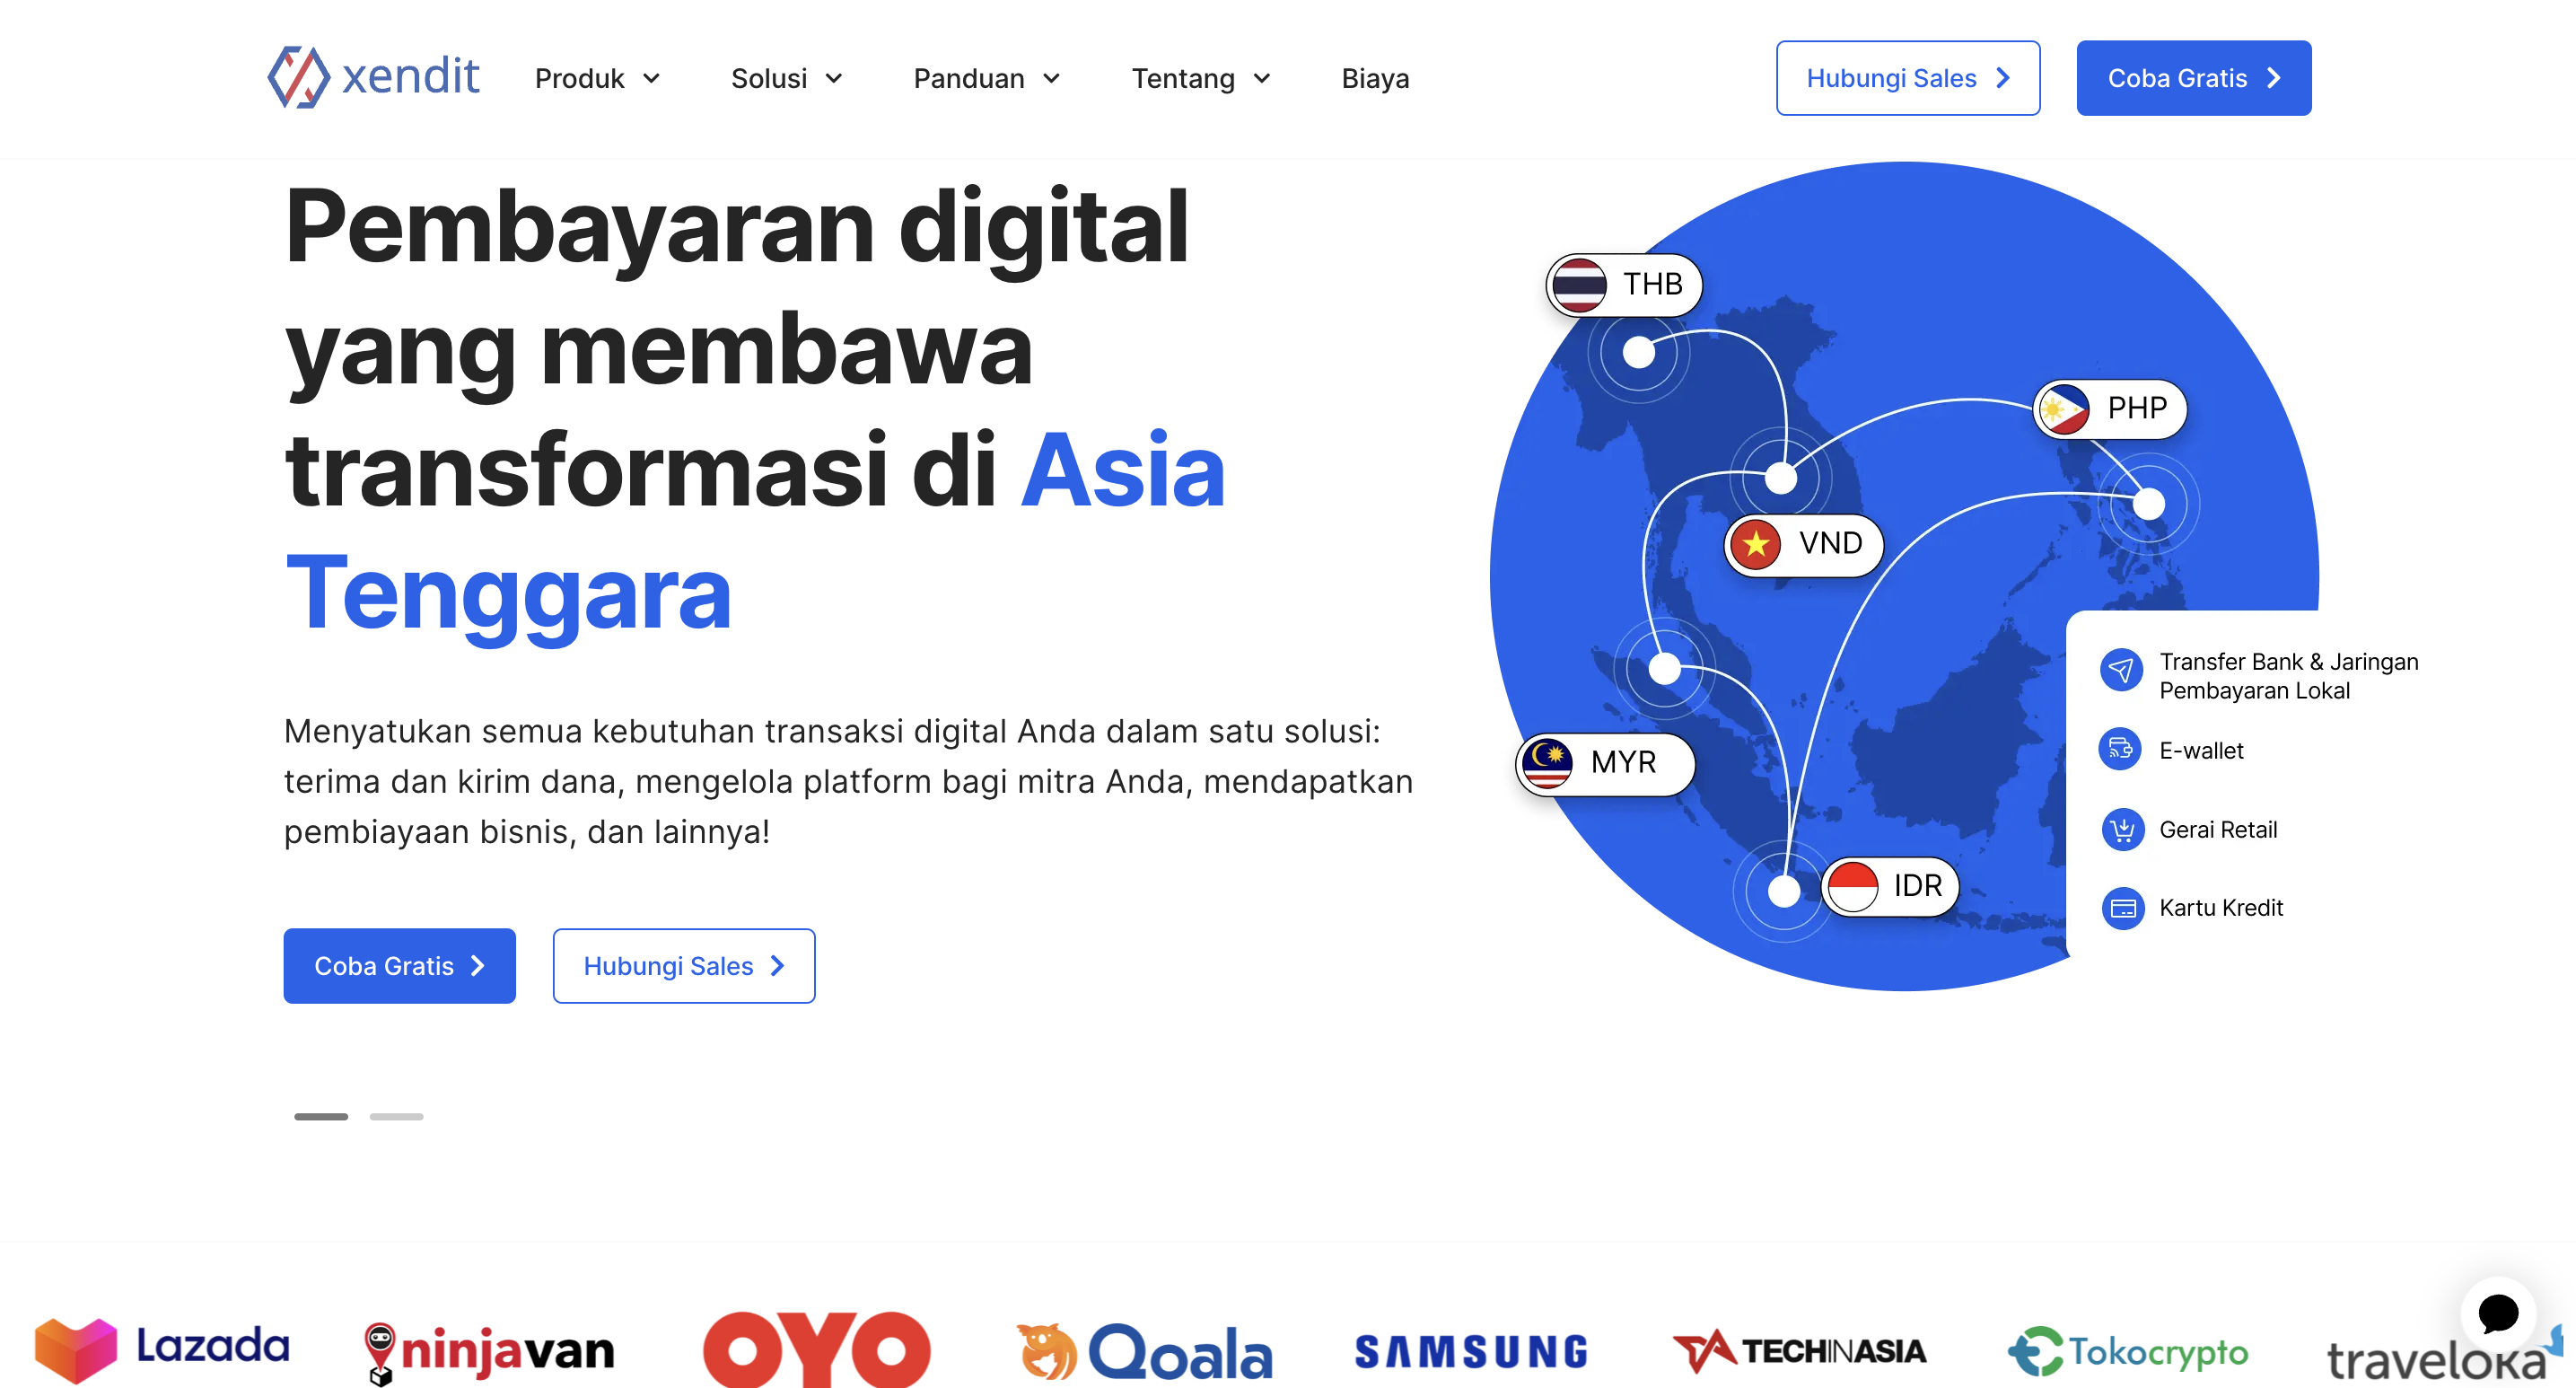 xendit
Produk
Solusi
Panduan
Tentang
Biaya
Hubungi Sales
Coba Gratis
Pembayaran digital
yang membawa
transformasi di Asia
Tenggara
Menyatukan semua kebutuhan transaksi digital Anda dalam satu solusi:
terima dan kirim dana, mengelola platform bagi mitra Anda, mendapatkan
pembiayaan bisnis, dan lainnya!
Coba Gratis
Hubungi Sales
THB
PHP
VND
MYR
IDR
Transfer Bank & Jaringan
Pembayaran Lokal
E-wallet
Gerai Retail
Kartu Kredit
Lazada
ninjavan
OYO
Qoala
SAMSUNG
TECHINASIA
Tokocrypto
traveloka